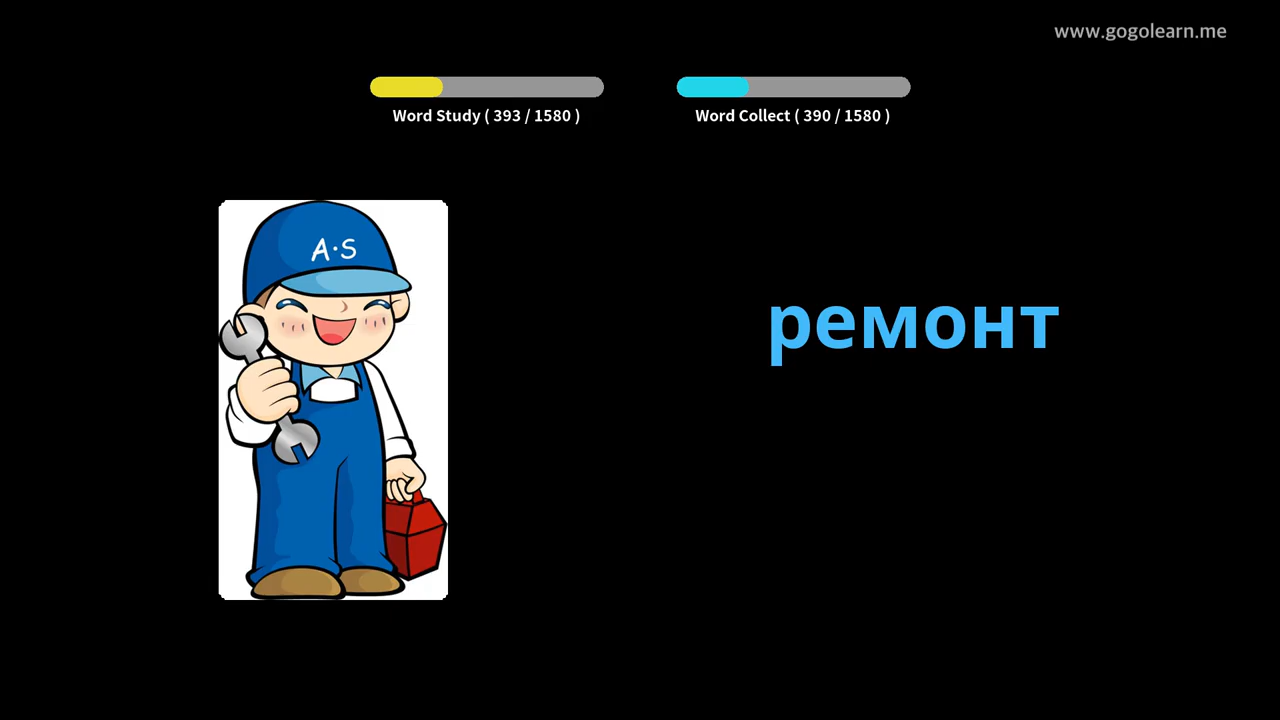 www.gogolearn.me
Word Study ( 393 / 1580 )
Word Collect ( 390 / 1580 )
A·S
ремонт